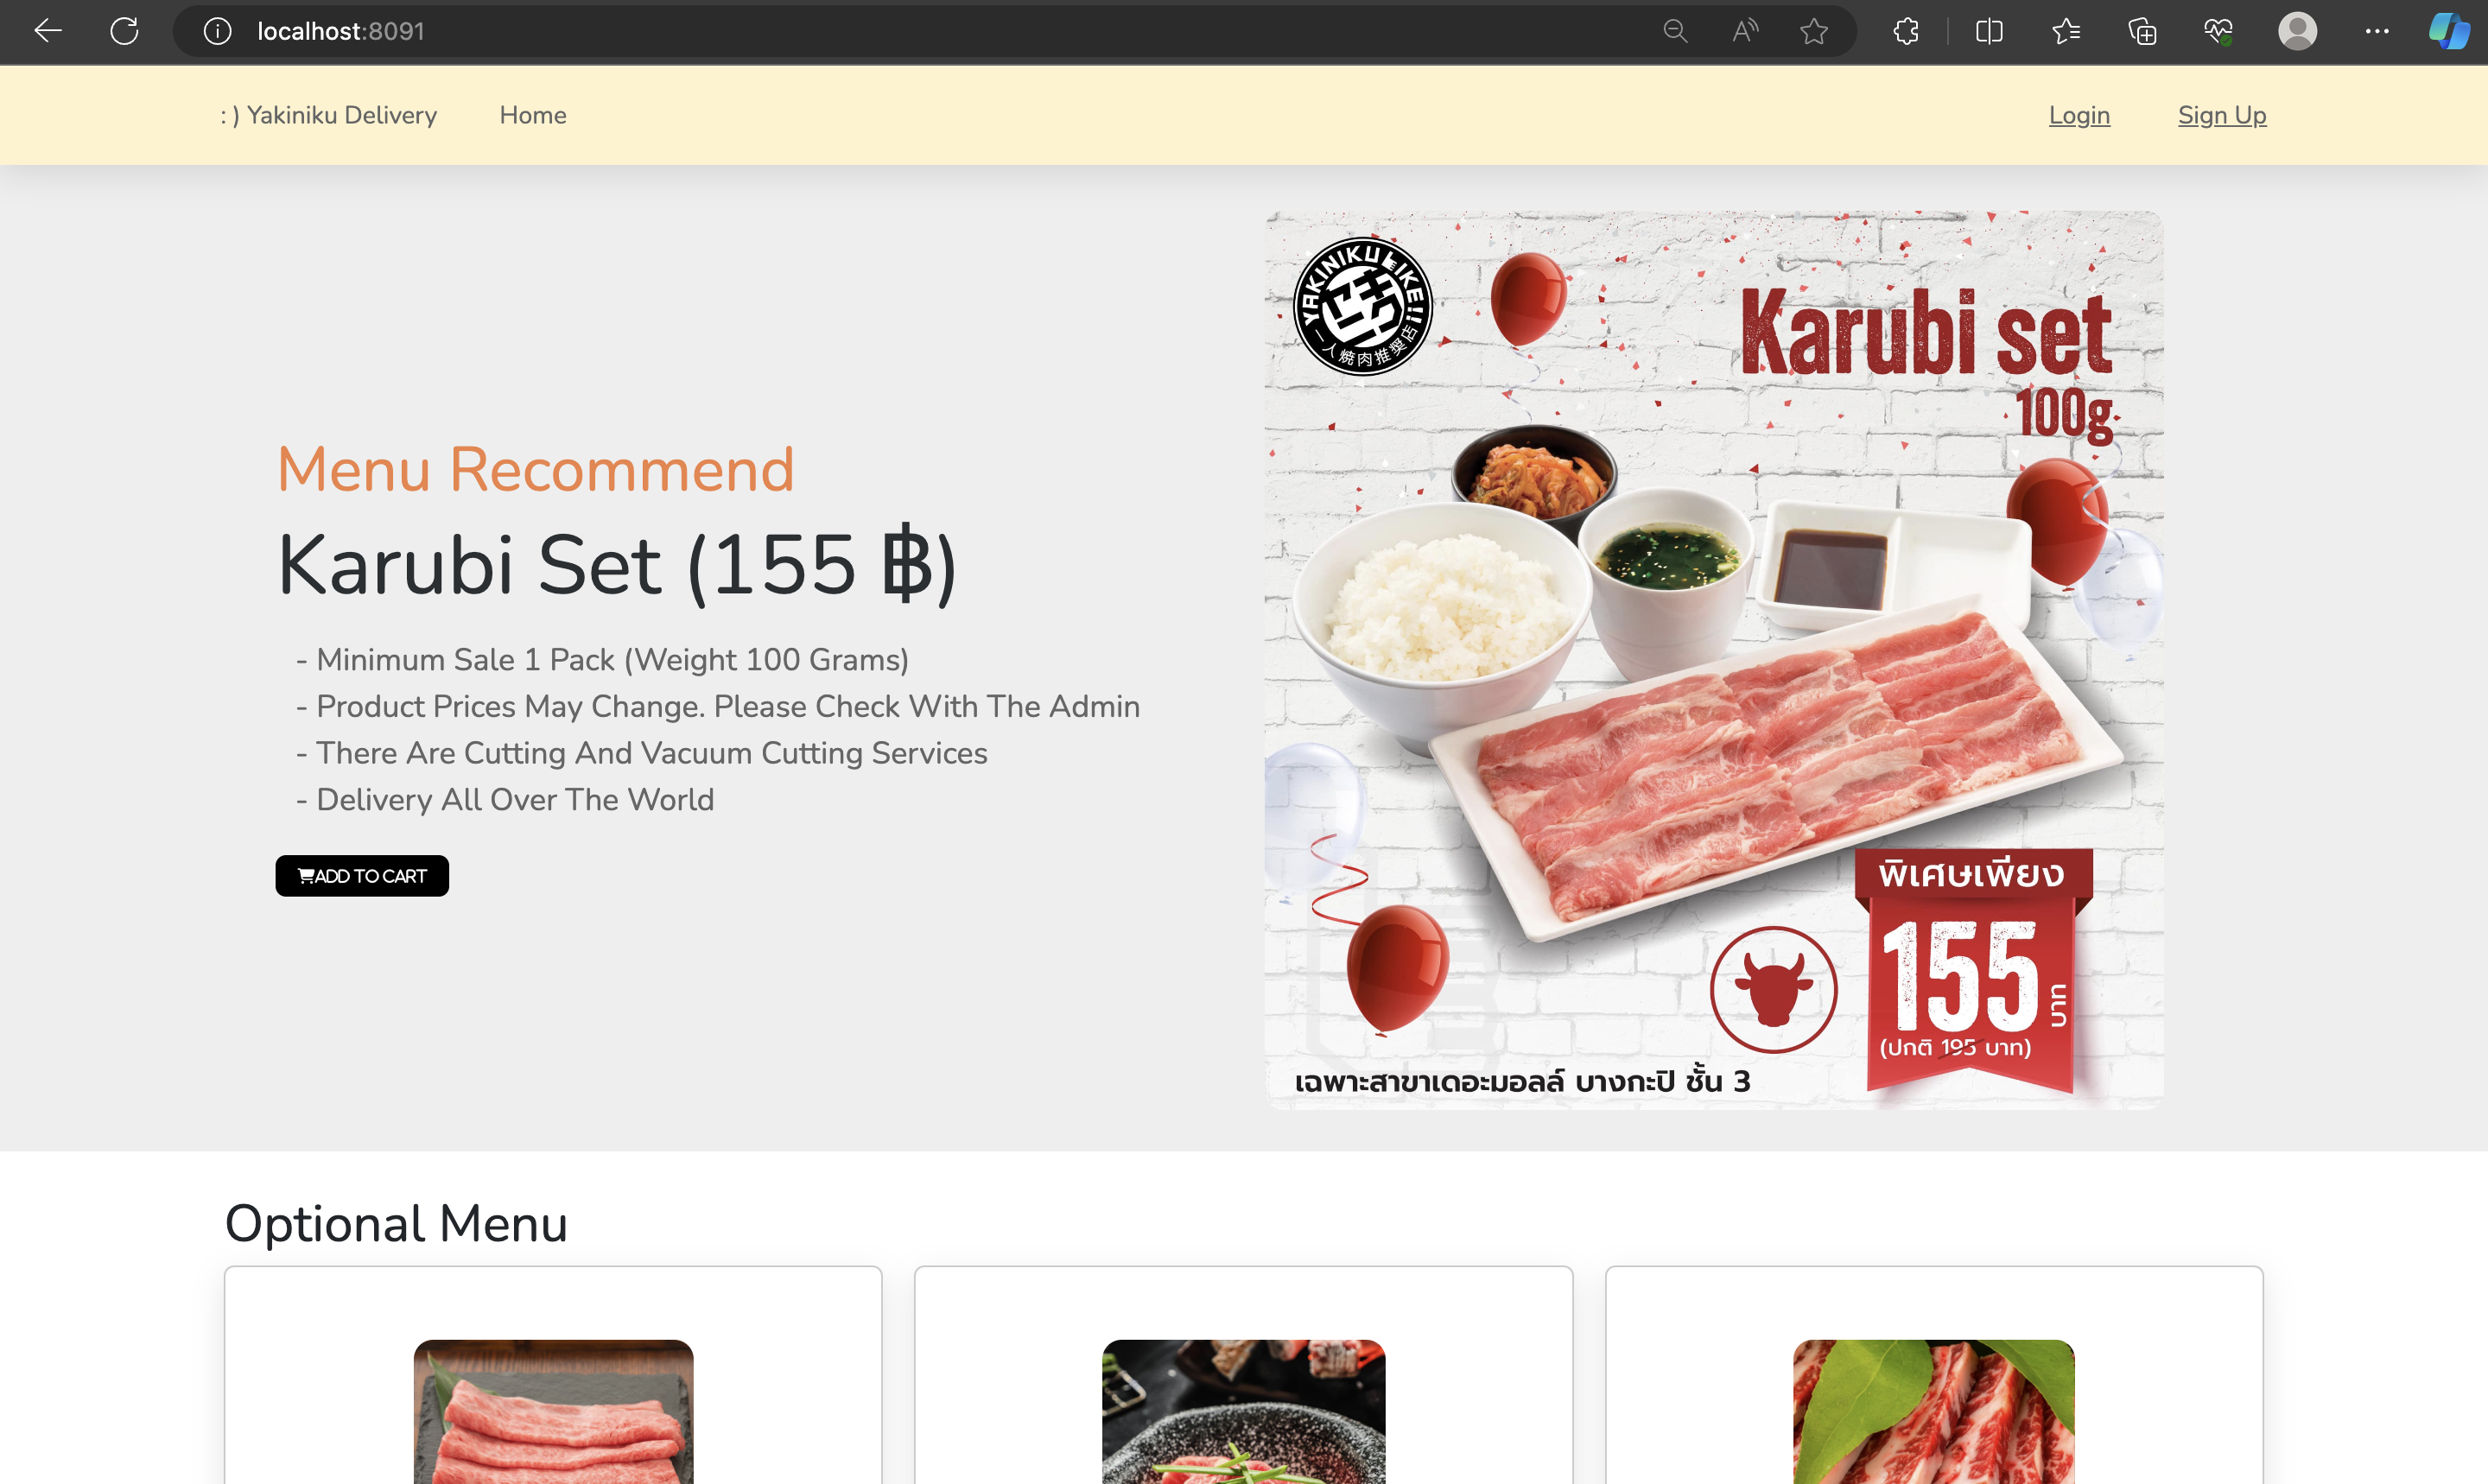 localhost:8091
: ) Yakiniku Delivery
Home
Login
Sign Up
Menu Recommend
Karubi Set (155 ฿)
- Minimum Sale 1 Pack (Weight 100 Grams)
- Product Prices May Change. Please Check With The Admin
- There Are Cutting And Vacuum Cutting Services
- Delivery All Over The World
ADD TO CART
YAKINIKU LIKE!!
一人焼肉推奨店
Karubi set
100g
พิเศษเพียง
155
บาท
(ปกติ 195 บาท)
เฉพาะสาขาเดอะมอลล์ บางกะปิ ชั้น 3
Optional Menu